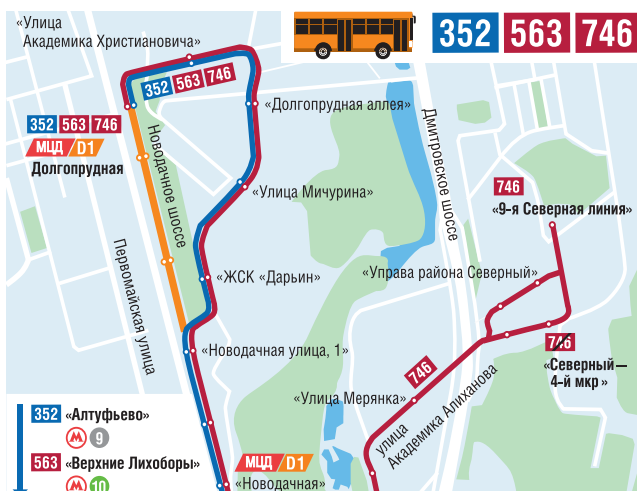 «Улица
Академика Христиановича»
352 563 746
352 563 746
«Долгопрудная аллея»
352 563 746
МЦД D1
Долгопрудная
Новодачное шоссе
Дмитровское шоссе
«Улица Мичурина»
746
«9-я Северная линия»
Первомайская улица
«ЖСК «Дарьин»
«Управа района Северный»
«Новодачная улица, 1»
746
«Северный—
4-й мкр»
746
«Улица Мерянка»
улица
Академика Алиханова
352 «Алтуфьево»
М 9
563 «Верхние Лихоборы»
М 10
МЦД D1
«Новодачная»